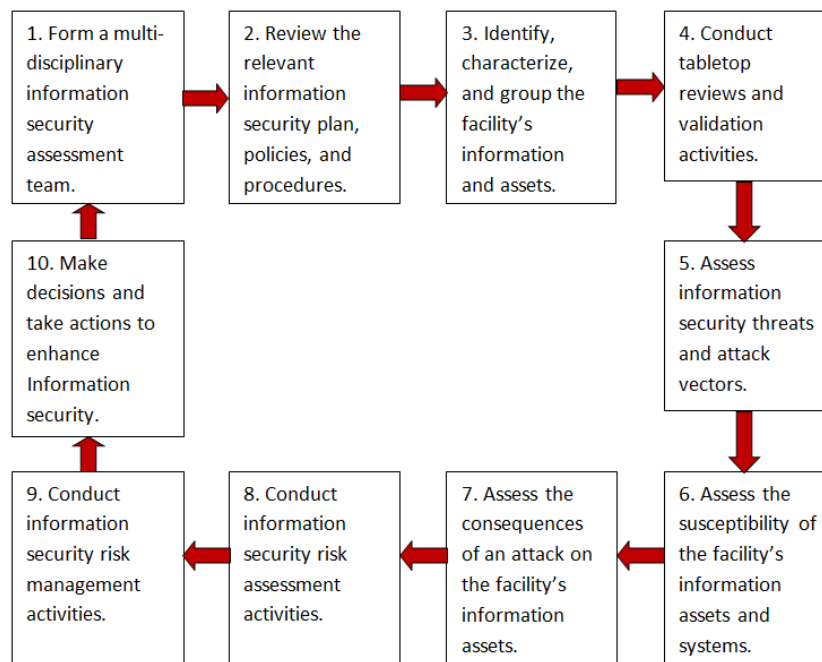 1. Form a multi-
disciplinary
information
security
assessment
team.
2. Review the
relevant
information
security plan,
policies, and
procedures.
3. Identify,
characterize,
and group the
facility’s
information
and assets.
4. Conduct
tabletop
reviews and
validation
activities.
5. Assess
information
security threats
and attack
vectors.
6. Assess the
susceptibility of
the facility’s
information
assets and
systems.
7. Assess the
consequences
of an attack on
the facility’s
information
assets.
8. Conduct
information
security risk
assessment
activities.
9. Conduct
information
security risk
management
activities.
10. Make
decisions and
take actions to
enhance
Information
security.